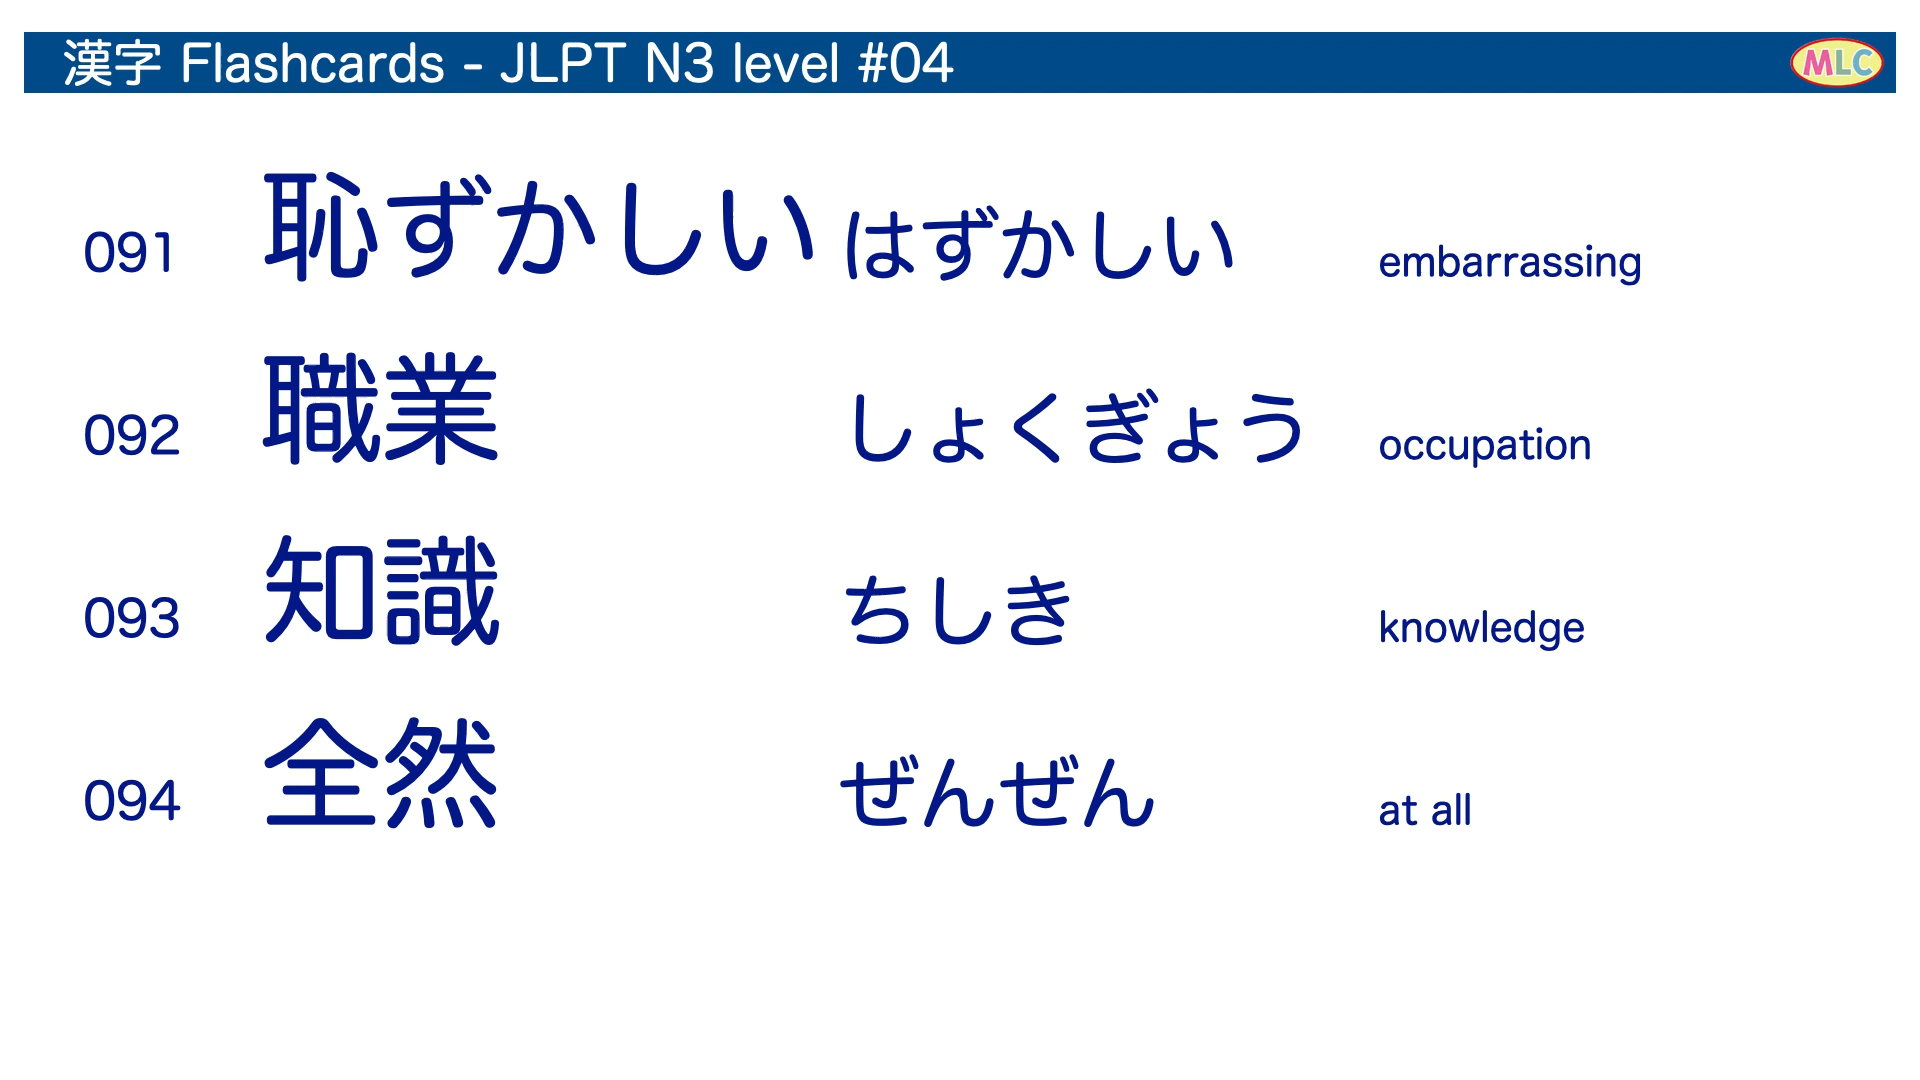 漢字 Flashcards - JLPT N3 level #04
MLC
091 恥ずかしい はずかしい embarrassing
092 職業 しょくぎょう occupation
093 知識 ちしき knowledge
094 全然 ぜんぜん at all